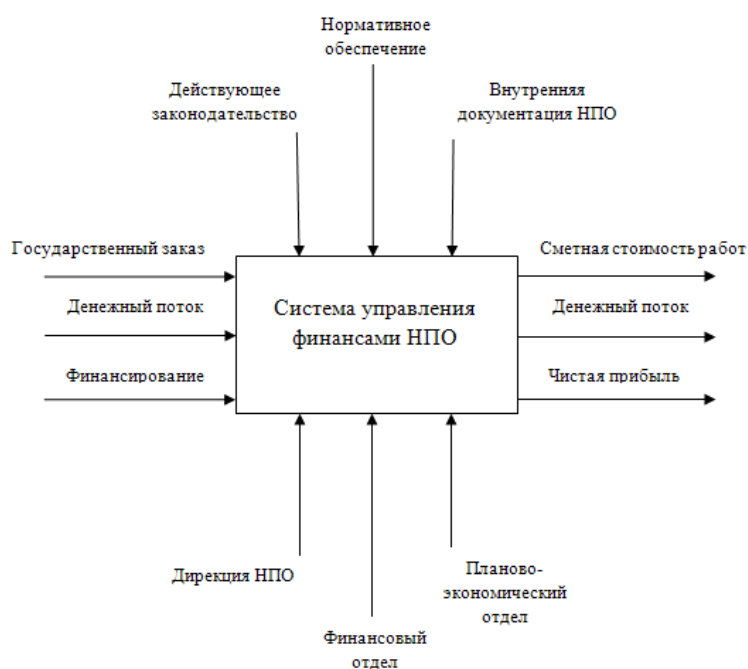 Нормативное
обеспечение
Действующее
законодательство
Внутренняя
документация НПО
Государственный заказ
Сметная стоимость работ
Денежный поток
Система управления
финансами НПО
Денежный поток
Финансирование
Чистая прибыль
Дирекция НПО
Планово-
экономический
отдел
Финансовый
отдел